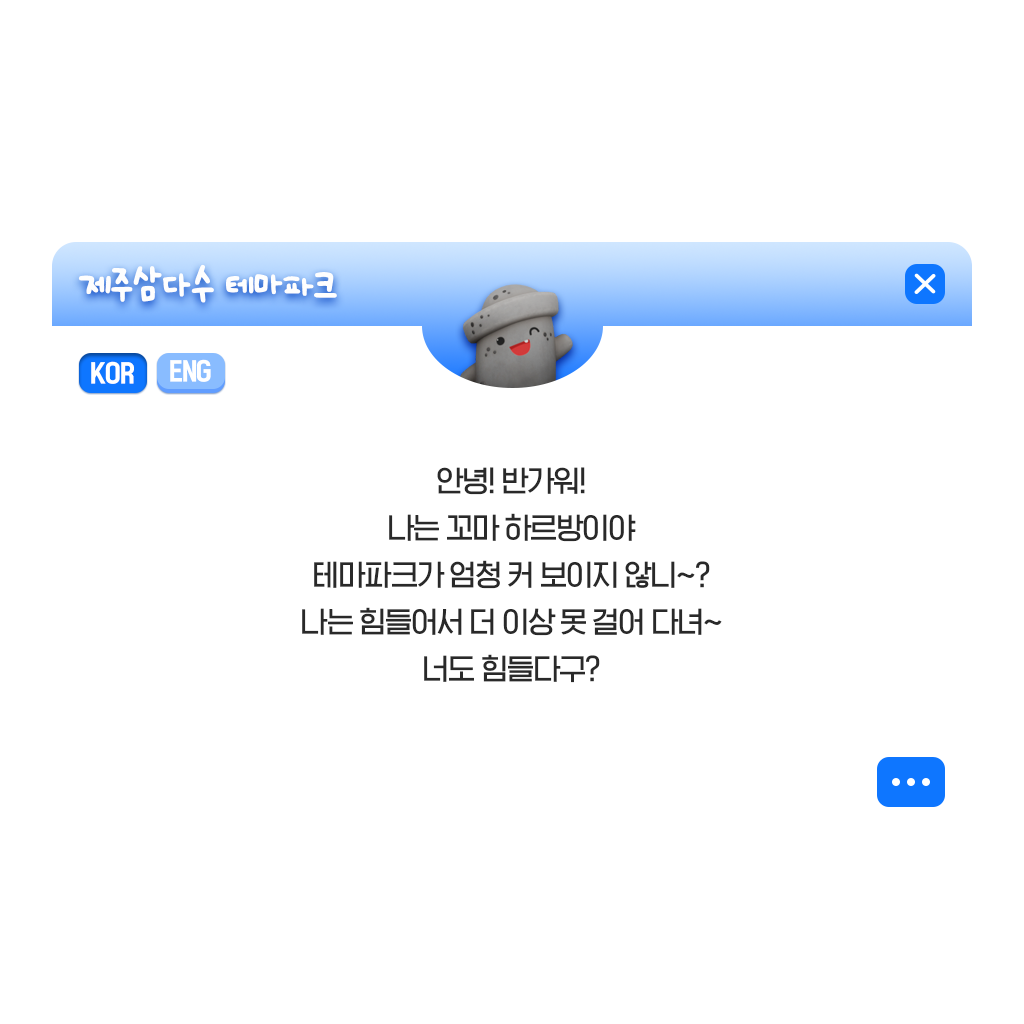 제주삼다수 테마파크
KOR ENG
안녕! 반가워!
나는 꼬마 하르방이야
테마파크가 엄청 커 보이지 않니~?
나는 힘들어서 더 이상 못 걸어 다녀~
너도 힘들다구?